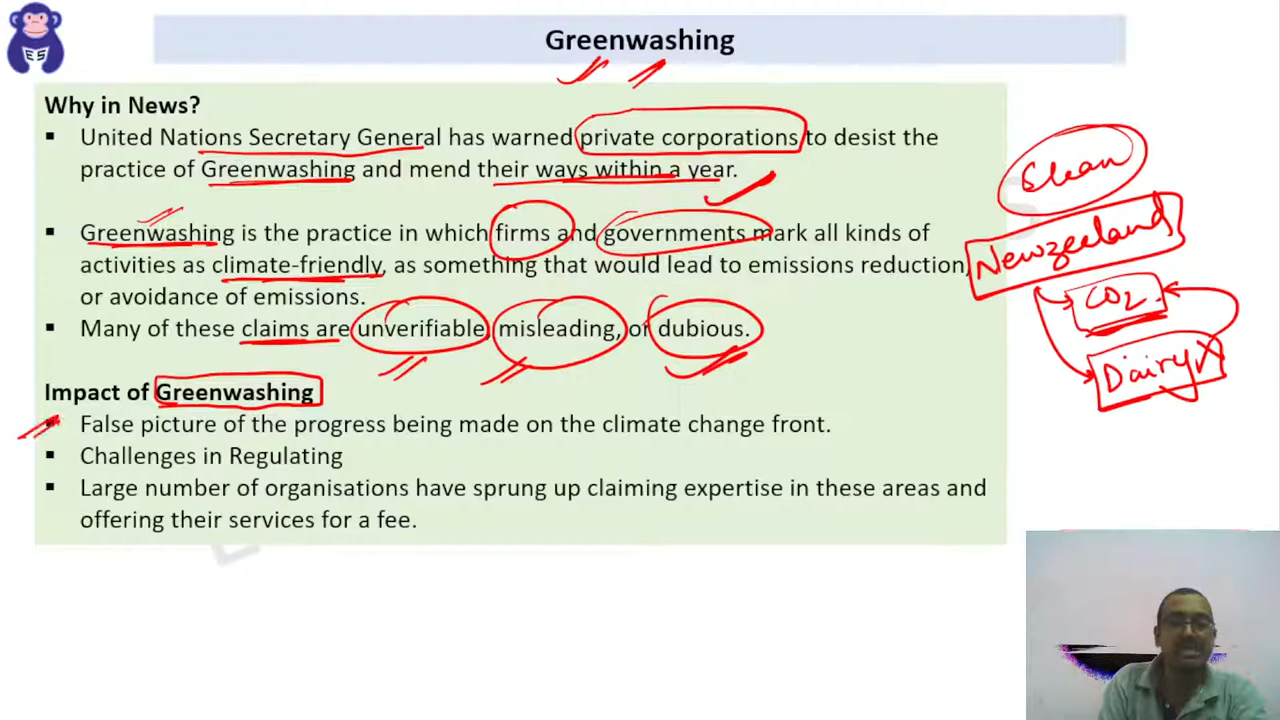 ES
Greenwashing
Why in News?
▪ United Nations Secretary General has warned private corporations to desist the
practice of Greenwashing and mend their ways within a year.
▪ Greenwashing is the practice in which firms and governments mark all kinds of
activities as climate-friendly, as something that would lead to emissions reduction,
or avoidance of emissions.
▪ Many of these claims are unverifiable, misleading, or dubious.
Impact of Greenwashing
▪ False picture of the progress being made on the climate change front.
▪ Challenges in Regulating
▪ Large number of organisations have sprung up claiming expertise in these areas and
offering their services for a fee.
Newzeeland
CO2
Dairy